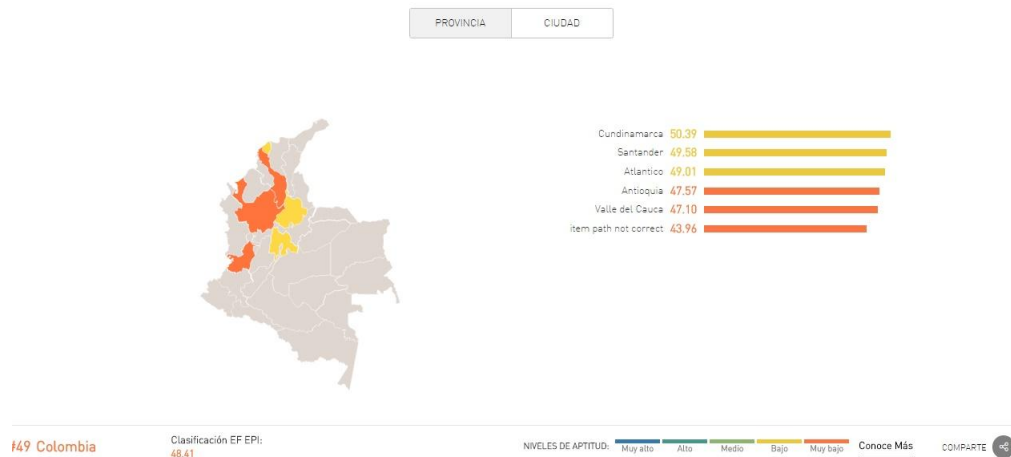 PROVINCIA CIUDAD
Cundinamarca 50.39
Santander 49.58
Atlantico 49.01
Antioquia 47.57
Valle del Cauca 47.10
item path not correct 43.96
#49 Colombia
Clasificación EF EPI:
48.41
NIVELES DE APTITUD: Muy alto Alto Medio Bajo Muy bajo Conoce Más COMPARTE